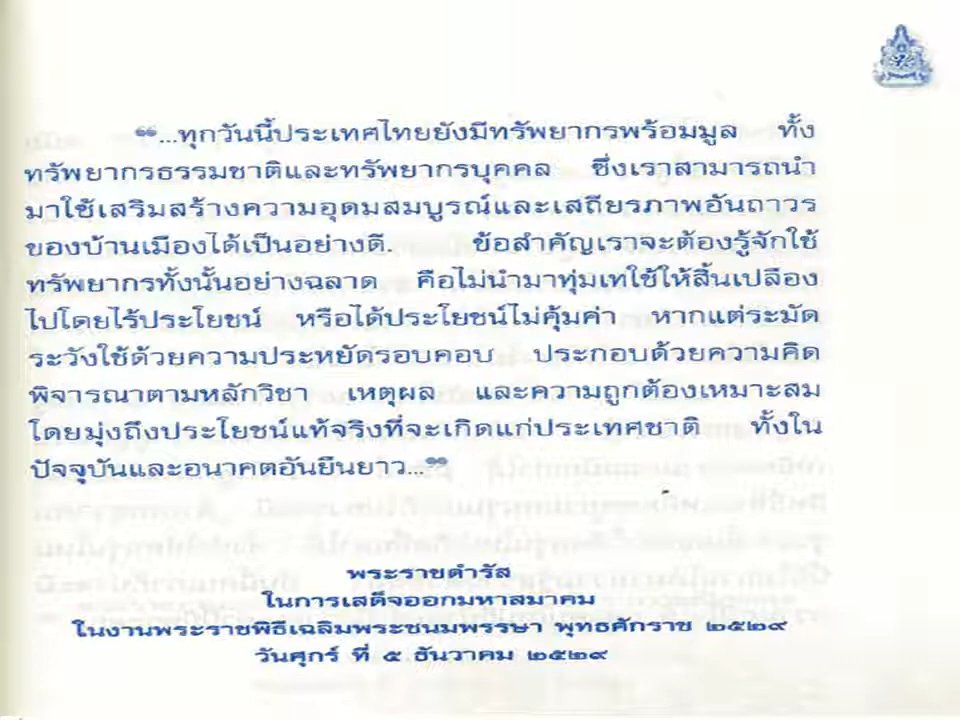 “...ทุกวันนี้ประเทศไทยยังมีทรัพยากรพร้อมมูล ทั้ง
ทรัพยากรธรรมชาติและทรัพยากรบุคคล ซึ่งเราสามารถนำ
มาใช้เสริมสร้างความอุดมสมบูรณ์และเสถียรภาพอันถาวร
ของบ้านเมืองได้เป็นอย่างดี. ข้อสำคัญเราจะต้องรู้จักใช้
ทรัพยากรทั้งนั้นอย่างฉลาด คือไม่นำมาทุ่มเทใช้ให้สิ้นเปลือง
ไปโดยไร้ประโยชน์ หรือได้ประโยชน์ไม่คุ้มค่า หากแต่ระมัด
ระวังใช้ด้วยความประหยัดรอบคอบ ประกอบด้วยความคิด
พิจารณาตามหลักวิชา เหตุผล และความถูกต้องเหมาะสม
โดยมุ่งถึงประโยชน์แท้จริงที่จะเกิดแก่ประเทศชาติ ทั้งใน
ปัจจุบันและอนาคตอันยืนยาว...”
พระราชดำรัส
ในการเสด็จออกมหาสมาคม
ในงานพระราชพิธีเฉลิมพระชนมพรรษา พุทธศักราช ๒๕๒๙
วันศุกร์ ที่ ๕ ธันวาคม ๒๕๒๙